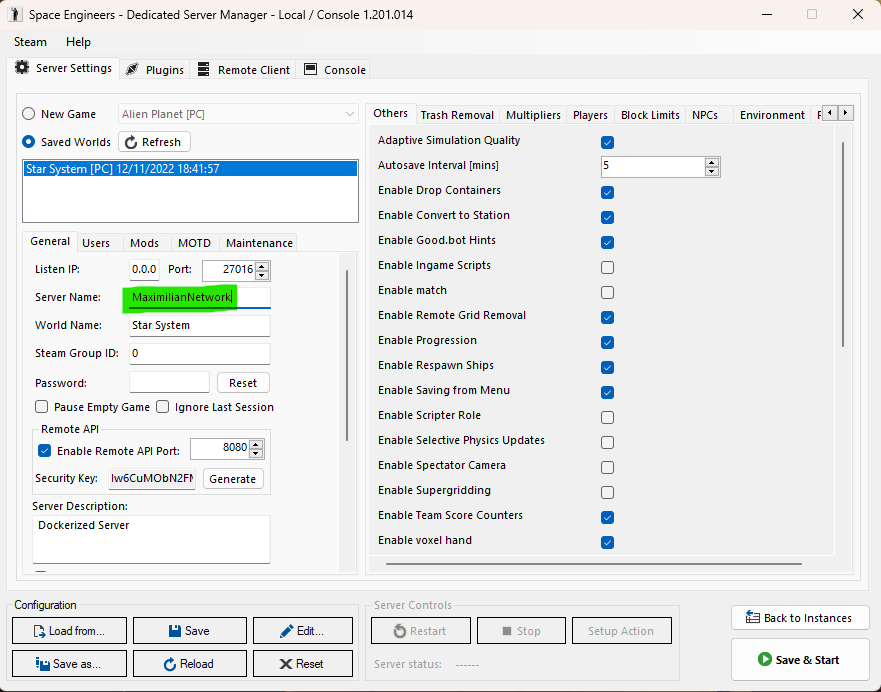 Space Engineers - Dedicated Server Manager - Local / Console 1.201.014
Steam Help
Server Settings Plugins Remote Client Console
New Game Alien Planet [PC]
Saved Worlds Refresh
Star System [PC] 12/11/2022 18:41:57
General Users Mods MOTD Maintenance
Listen IP: 0.0.0 Port: 27016
Server Name: MaximilianNetwork
World Name: Star System
Steam Group ID: 0
Password: Reset
Pause Empty Game Ignore Last Session
Remote API
Enable Remote API Port: 8080
Security Key: Generate
Server Description:
Dockerized Server
Others Trash Removal Multipliers Players Block Limits NPCs Environment
Adaptive Simulation Quality
Autosave Interval [mins] 5
Enable Drop Containers
Enable Convert to Station
Enable Good.bot Hints
Enable Ingame Scripts
Enable match
Enable Remote Grid Removal
Enable Progression
Enable Respawn Ships
Enable Saving from Menu
Enable Scripter Role
Enable Selective Physics Updates
Enable Spectator Camera
Enable Supergridding
Enable Team Score Counters
Enable voxel hand
Configuration
Load from... Save Edit...
Save as... Reload Reset
Server Controls
Restart Stop Setup Action
Server status: ------
Back to Instances
Save & Start